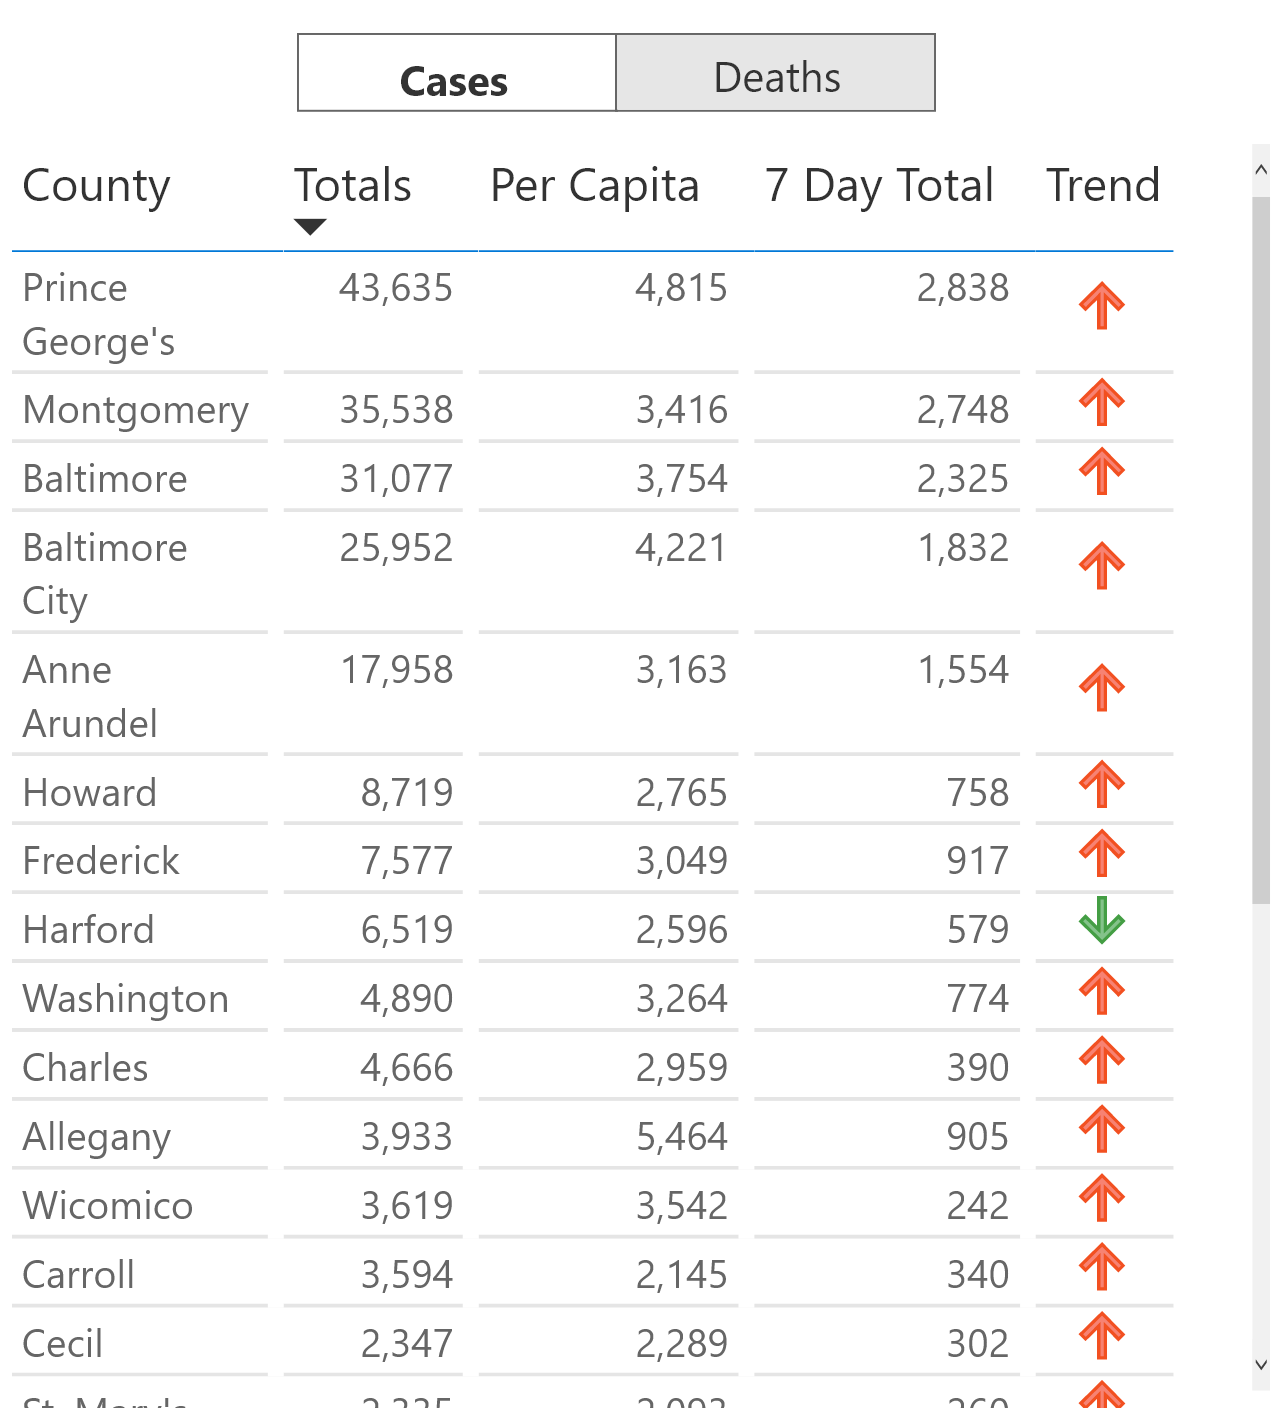 Cases Deaths
County Totals Per Capita 7 Day Total Trend
Prince 43,635 4,815 2,838
George's
Montgomery 35,538 3,416 2,748
Baltimore 31,077 3,754 2,325
Baltimore 25,952 4,221 1,832
City
Anne 17,958 3,163 1,554
Arundel
Howard 8,719 2,765 758
Frederick 7,577 3,049 917
Harford 6,519 2,596 579
Washington 4,890 3,264 774
Charles 4,666 2,959 390
Allegany 3,933 5,464 905
Wicomico 3,619 3,542 242
Carroll 3,594 2,145 340
Cecil 2,347 2,289 302
St. Mary's